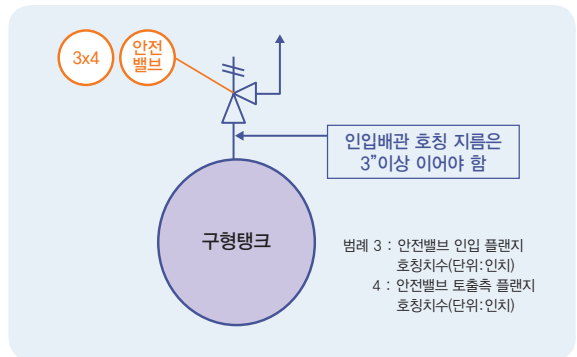 3x4
안전
밸브
인입배관 호칭 지름은
3”이상 이어야 함
구형탱크
범례 3 : 안전밸브 인입 플랜지
호칭치수(단위:인치)
4 : 안전밸브 토출측 플랜지
호칭치수(단위:인치)